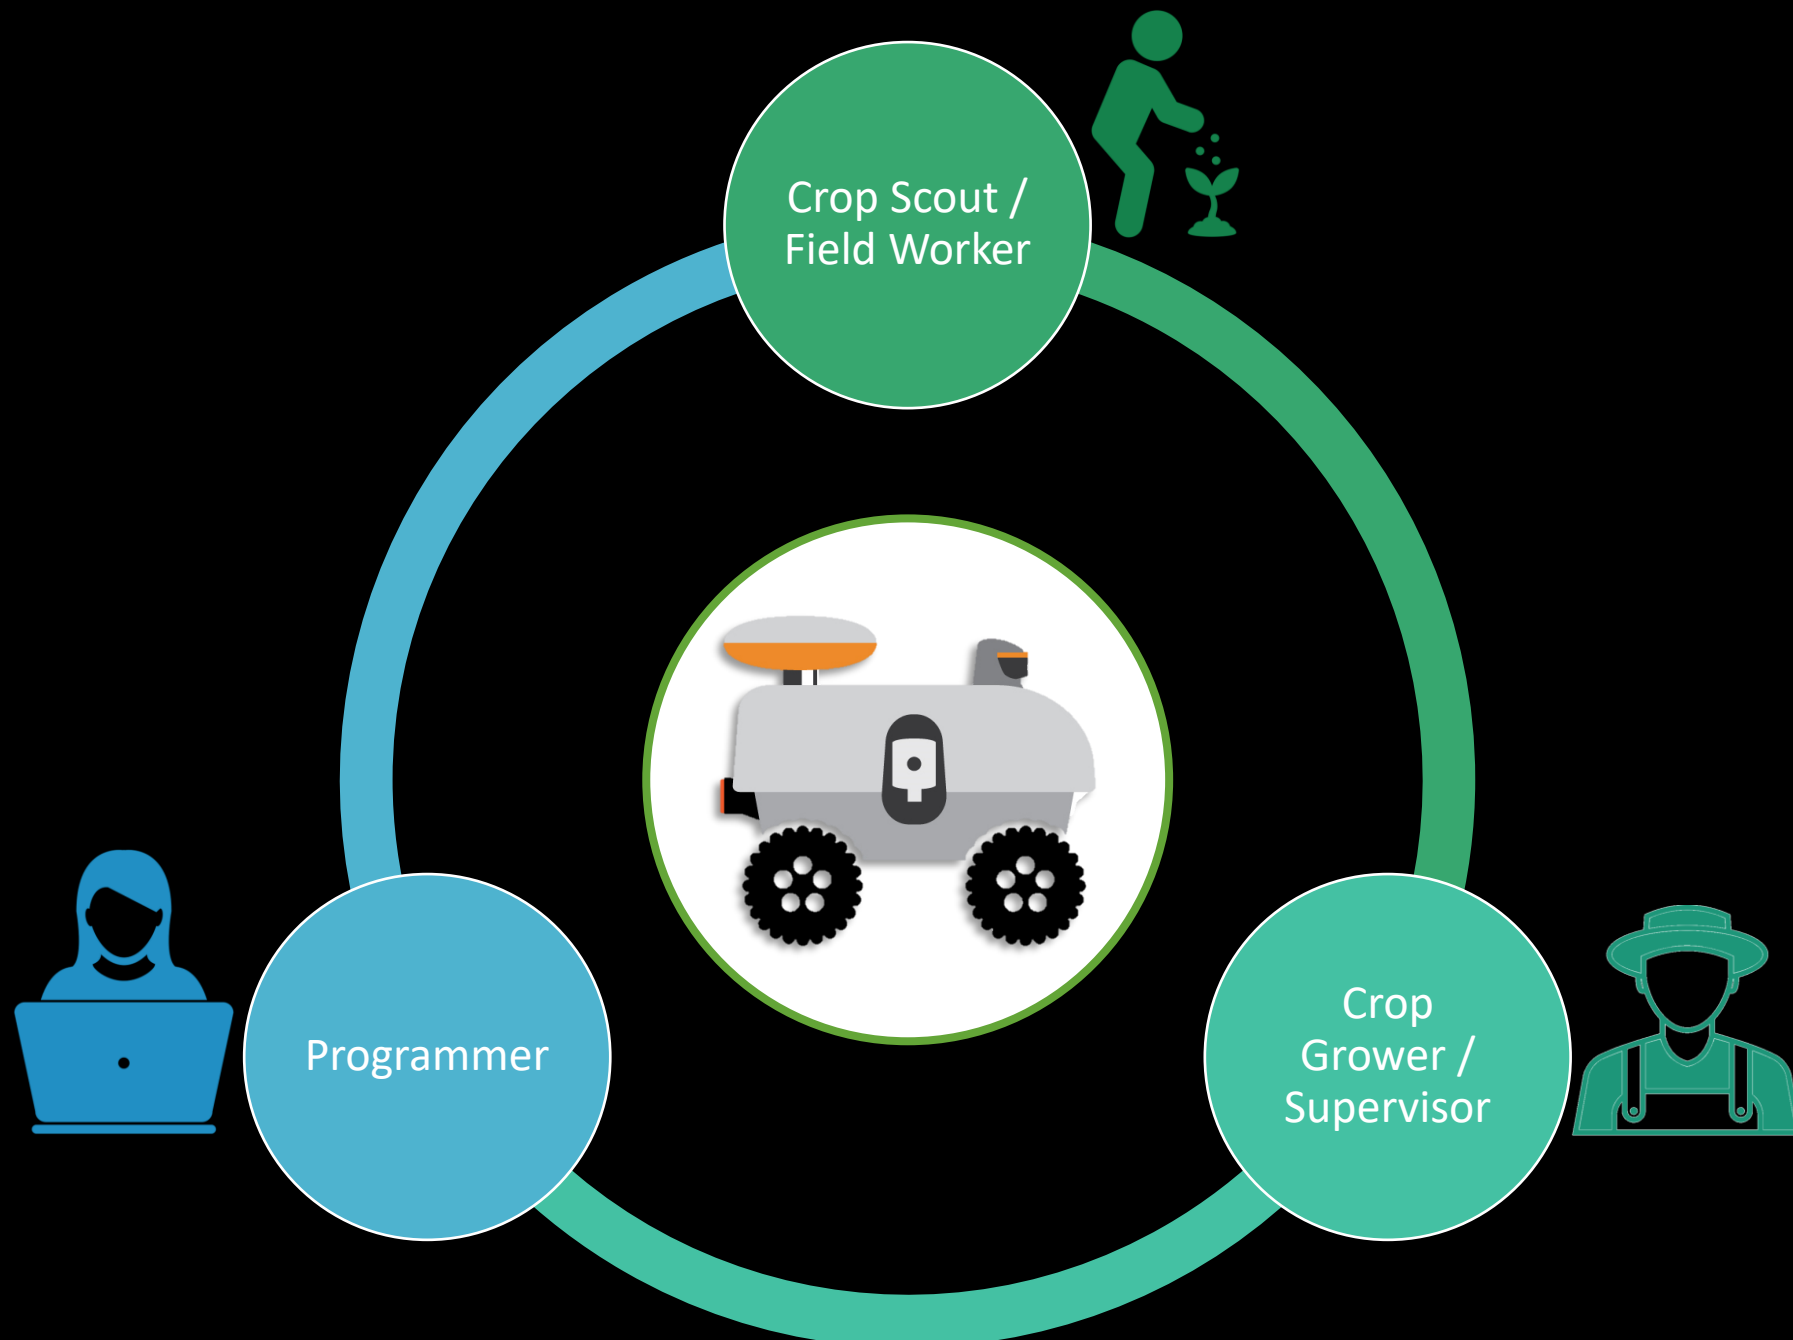 Crop Scout /
Field Worker
Programmer
Crop
Grower /
Supervisor